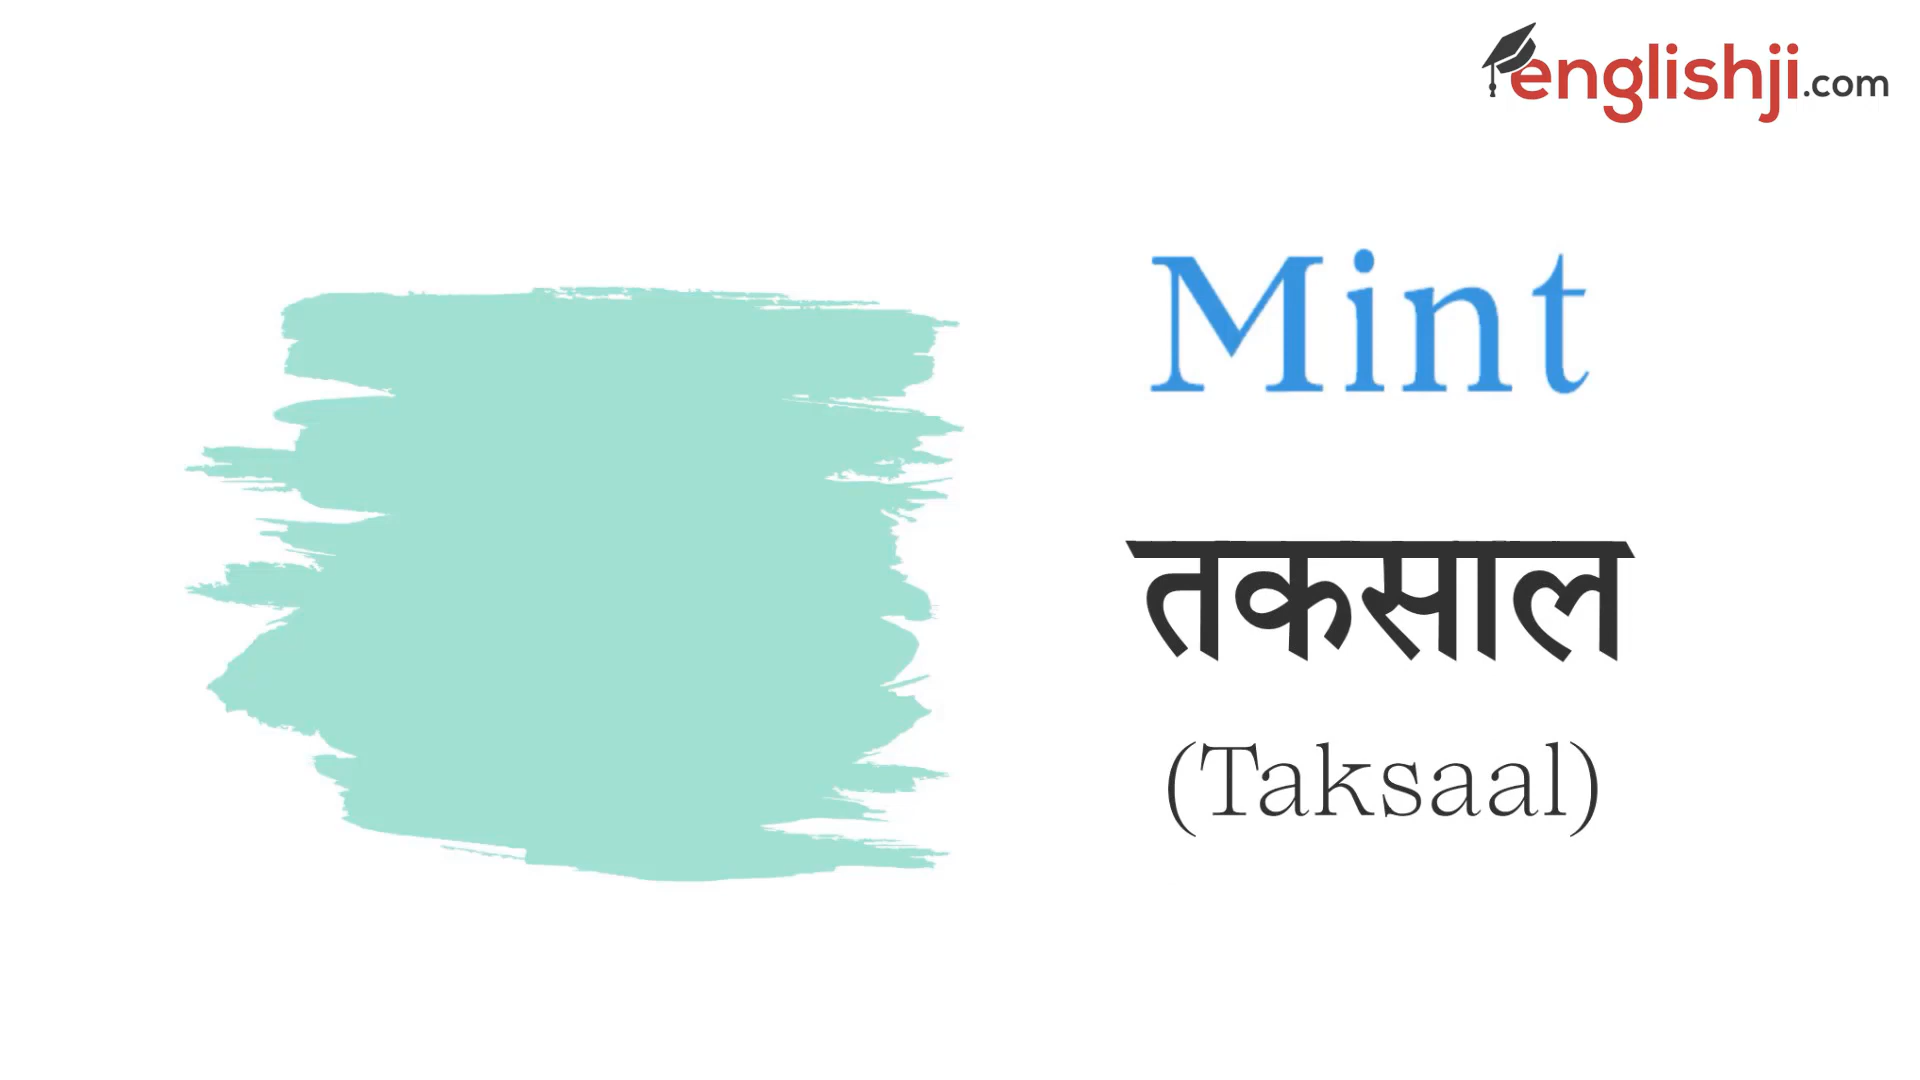 englishji.com
Mint
तकसाल
(Taksaal)